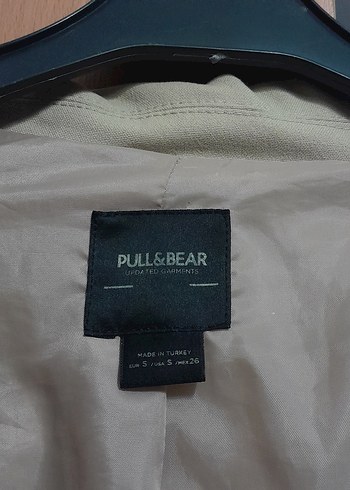 PULL&BEAR
UPDATED GARMENTS
MADE IN TURKEY
EUR S / USA S / MEX 26